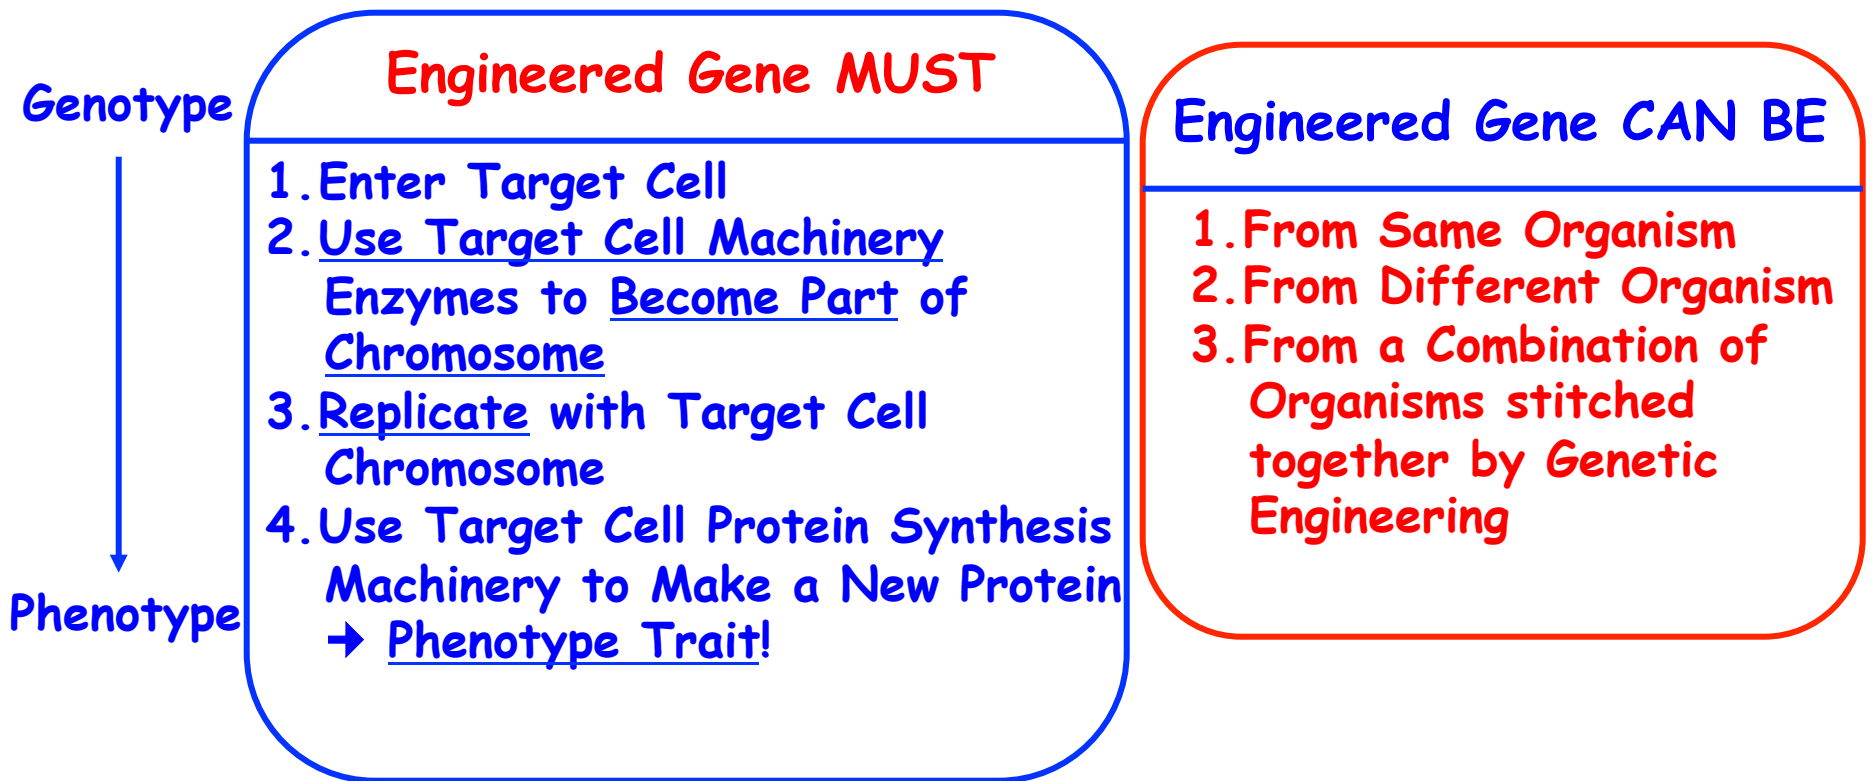 Genotype
Phenotype
Engineered Gene MUST
1. Enter Target Cell
2. Use Target Cell Machinery
Enzymes to Become Part of
Chromosome
3. Replicate with Target Cell
Chromosome
4. Use Target Cell Protein Synthesis
Machinery to Make a New Protein
➔ Phenotype Trait!
Engineered Gene CAN BE
1. From Same Organism
2. From Different Organism
3. From a Combination of
Organisms stitched
together by Genetic
Engineering